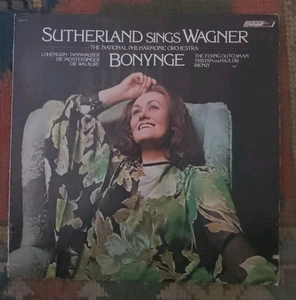 SUTHERLAND SINGS WAGNER
THE NATIONAL PHILHARMONIC ORCHESTRA
BONYNGE
LOHENGRIN · TANNHÄUSER
DIE MEISTERSINGER
DIE WALKÜRE
THE FLYING DUTCHMAN
TRISTAN und ISOLDE
RIENZI